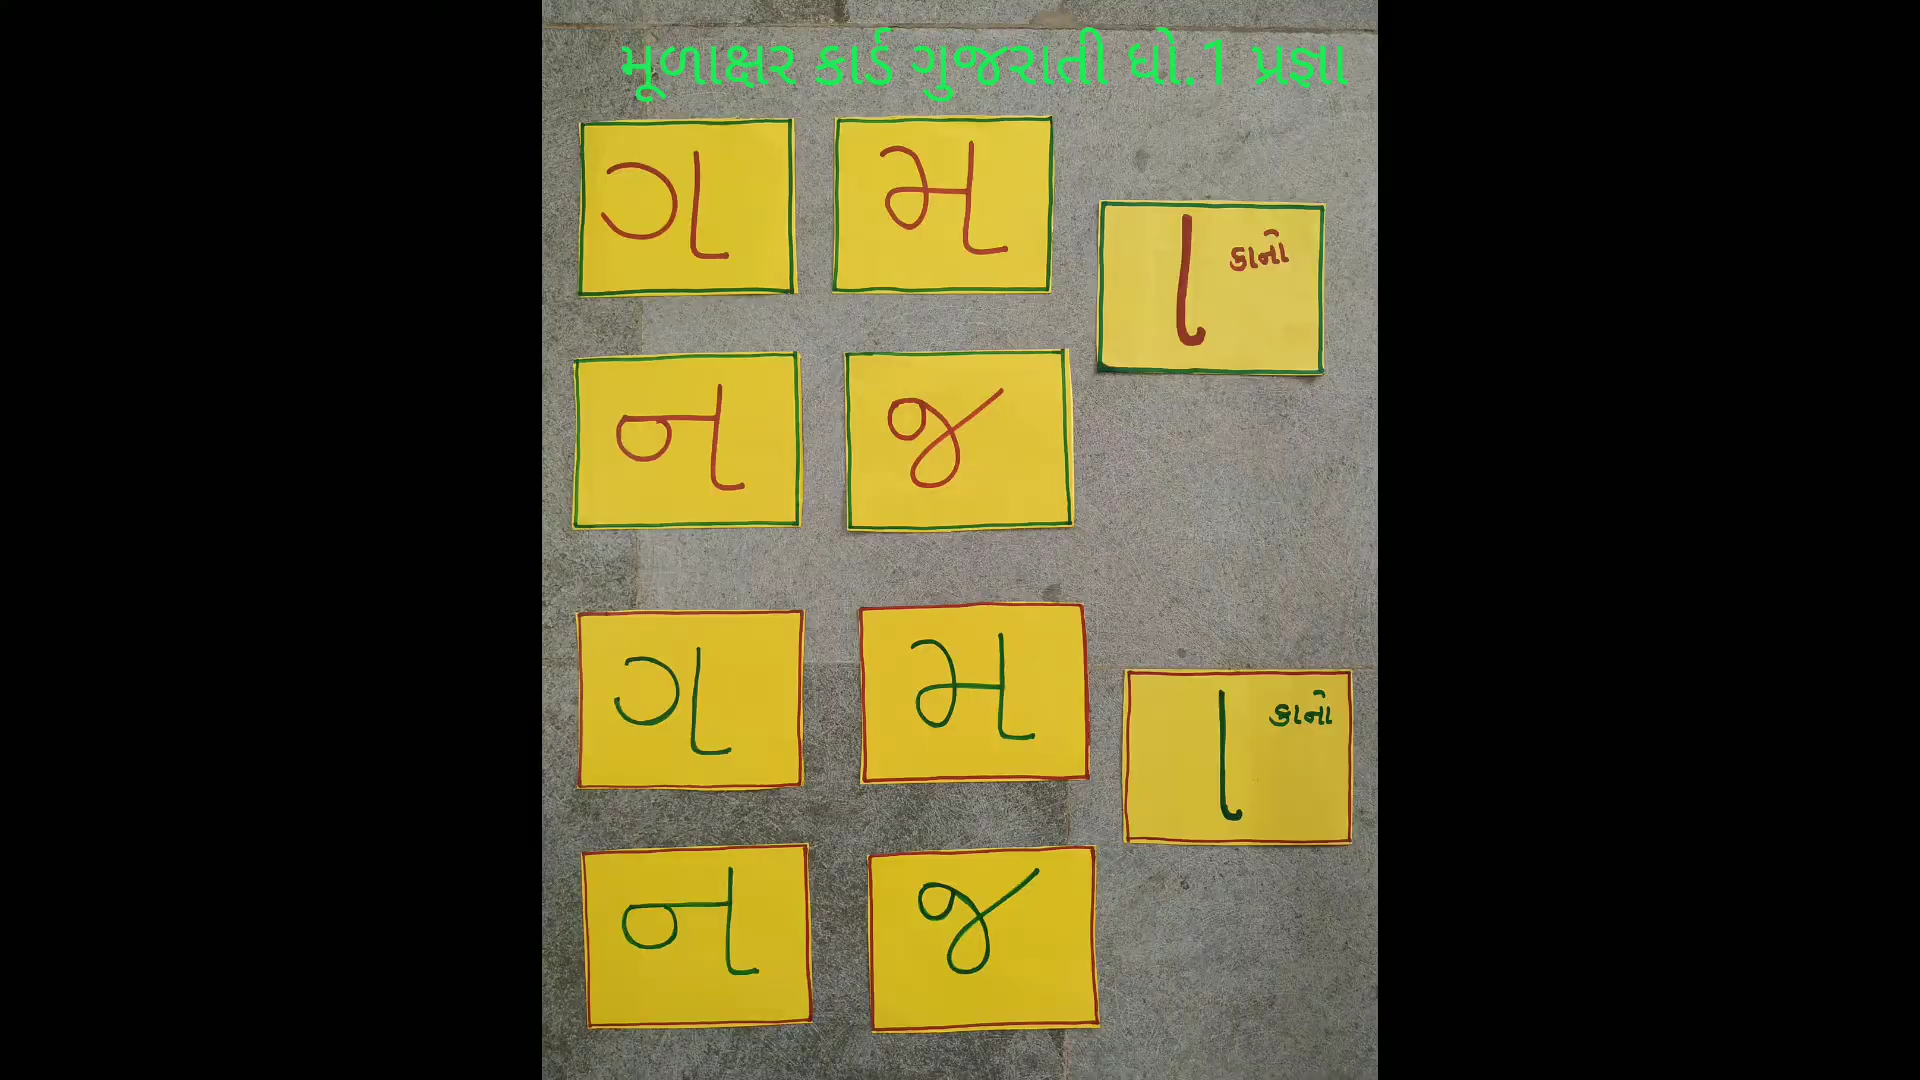 મૂળાક્ષર કાર્ડ ગુજરાતી ધો.1 પ્રજ્ઞા
ગ મ
ા કાનો
ન જ
ગ મ
ા કાનો
ન જ